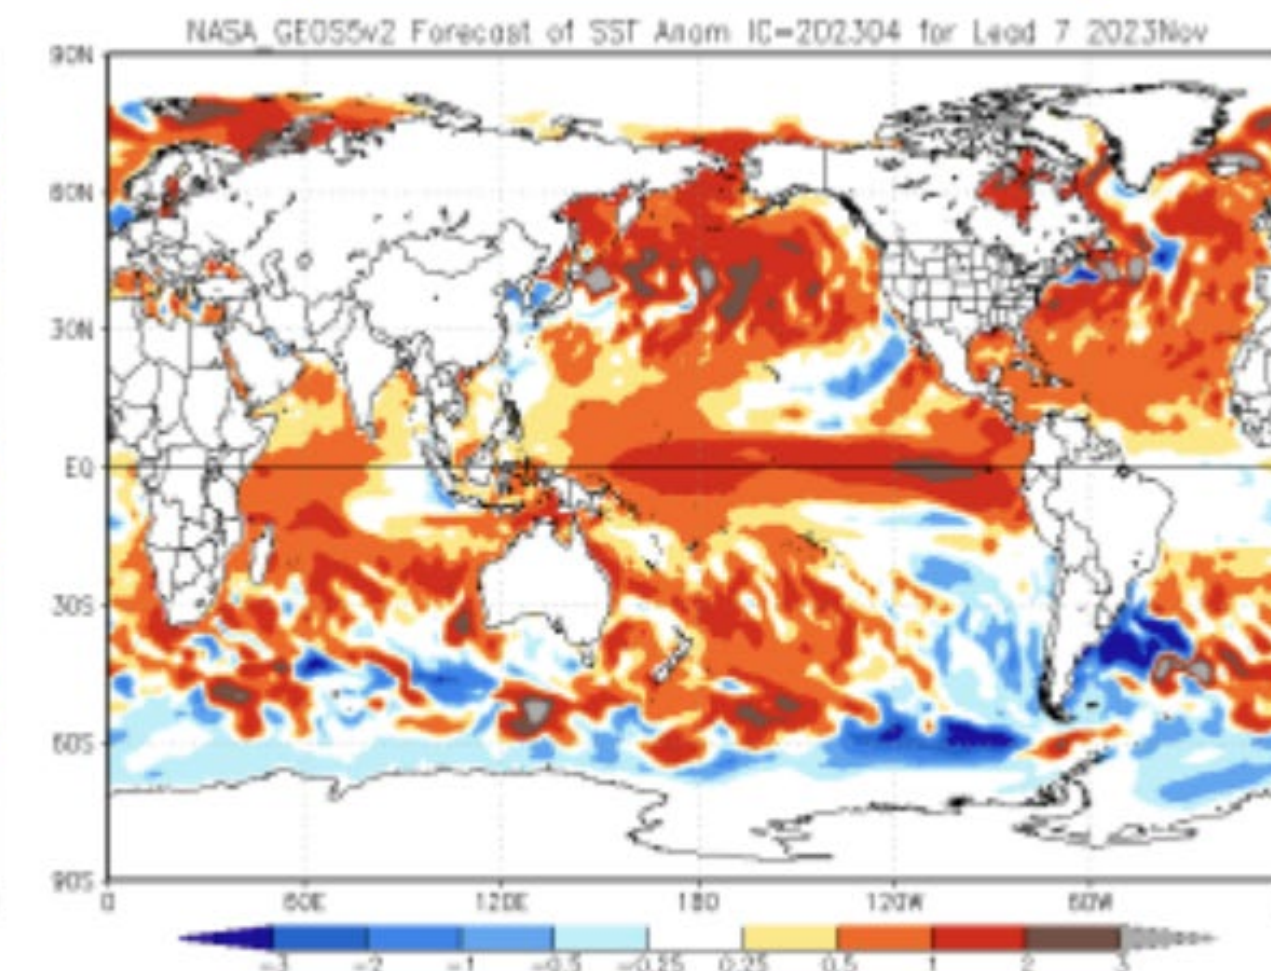 NASA GEOS5v2 Forecast of SST Anom IC=202304 for Lead 7 2023Nov
90N
60N
30N
EQ
30S
60S
90S
0 60E 120E 180 120W 60W
-3 -2 -1 -0.5 -0.25 0.25 0.5 1 2 3